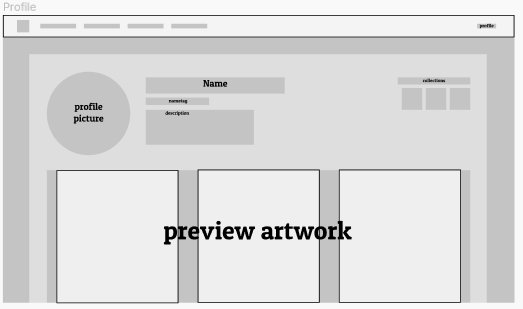 Profile
profile
Name
collections
nametag
profile
picture
description
preview artwork